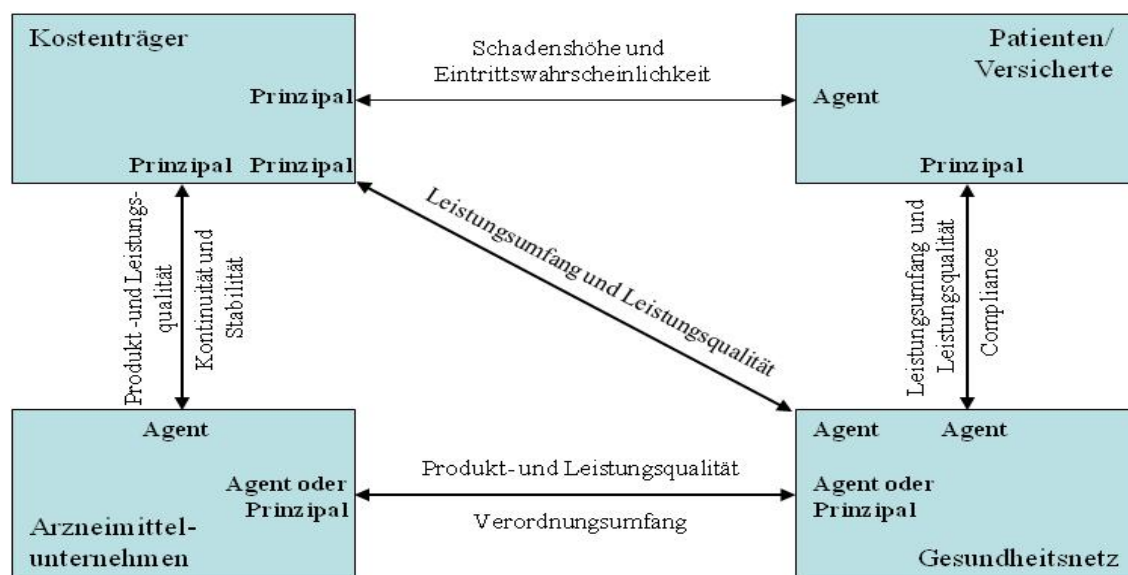 Kostenträger
Prinzipal
Prinzipal Prinzipal
Schadenshöhe und
Eintrittswahrscheinlichkeit
Patienten/
Versicherte
Agent
Prinzipal
Produkt-und Leistungs-
qualität
Kontinuität und
Stabilität
Leistungsumfang und Leistungsqualität
Leistungsumfang und
Leistungsqualität
Compliance
Agent
Agent oder
Prinzipal
Arzneimittel-
unternehmen
Produkt- und Leistungsqualität
Verordnungsumfang
Agent Agent
Agent oder
Prinzipal
Gesundheitsnetz